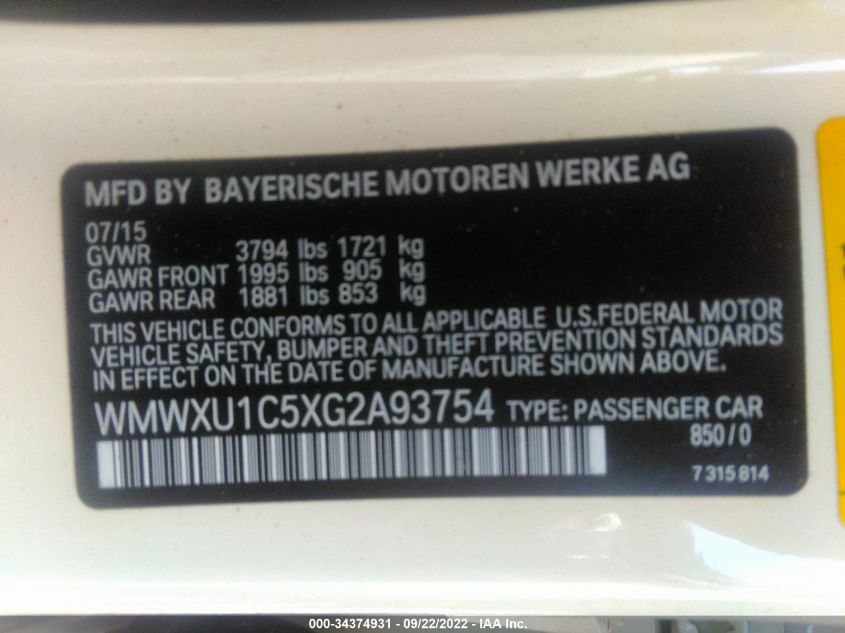 MFD BY BAYERISCHE MOTOREN WERKE AG
07/15
GVWR 3794 lbs 1721 kg
GAWR FRONT 1995 lbs 905 kg
GAWR REAR 1881 lbs 853 kg
THIS VEHICLE CONFORMS TO ALL APPLICABLE U.S.FEDERAL MOTOR
VEHICLE SAFETY, BUMPER AND THEFT PREVENTION STANDARDS
IN EFFECT ON THE DATE OF MANUFACTURE SHOWN ABOVE.
WMWXU1C5XG2A93754 TYPE: PASSENGER CAR
850/0
7 315 814
000-34374931 - 09/22/2022 - IAA Inc.